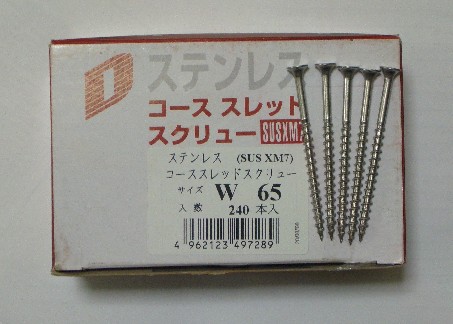 ステンレス
コース スレッド
スクリュー SUSXM7
ステンレス (SUS XM7)
コーススレッドスクリュー
サイズ W 65
入数 240 本入
4 962123 497289